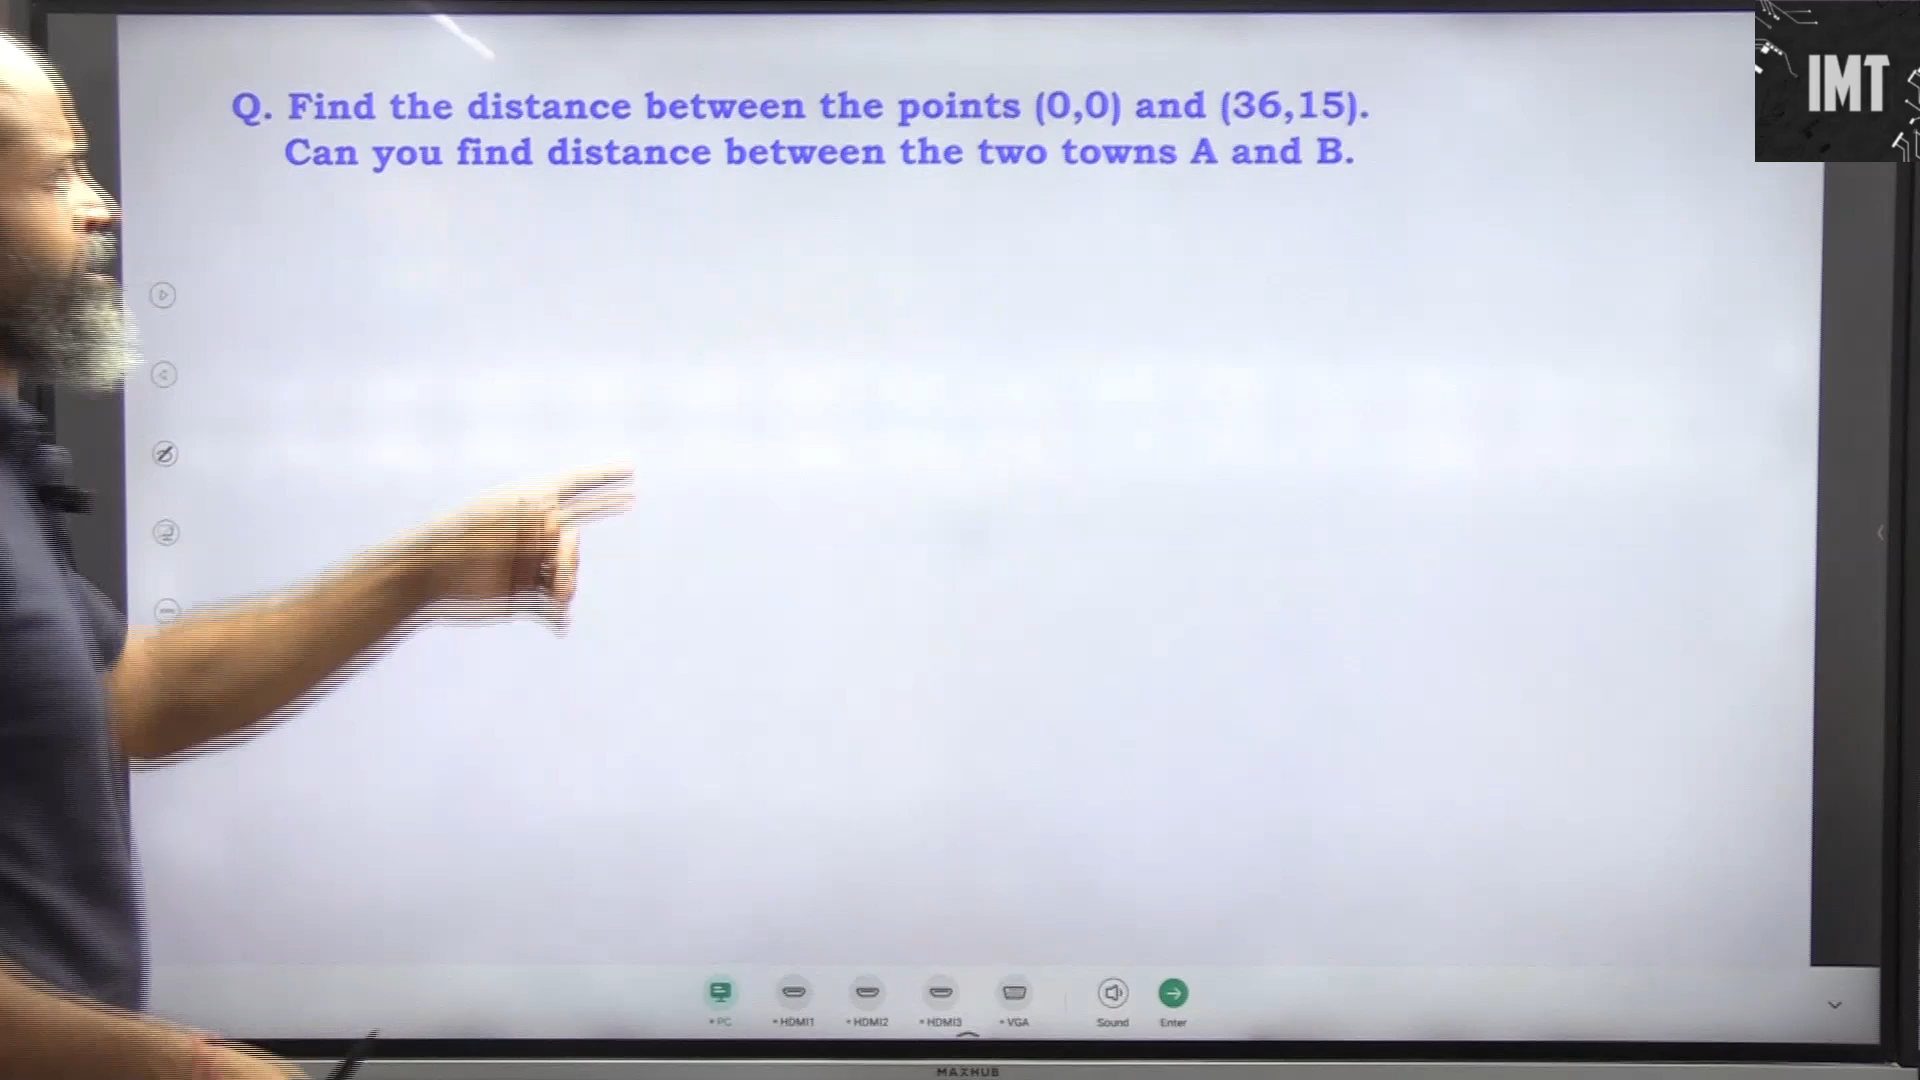 IMT
Q. Find the distance between the points (0,0) and (36,15).
Can you find distance between the two towns A and B.
PC HDMI1 HDMI2 HDMI3 VGA Sound Enter
MAXHUB